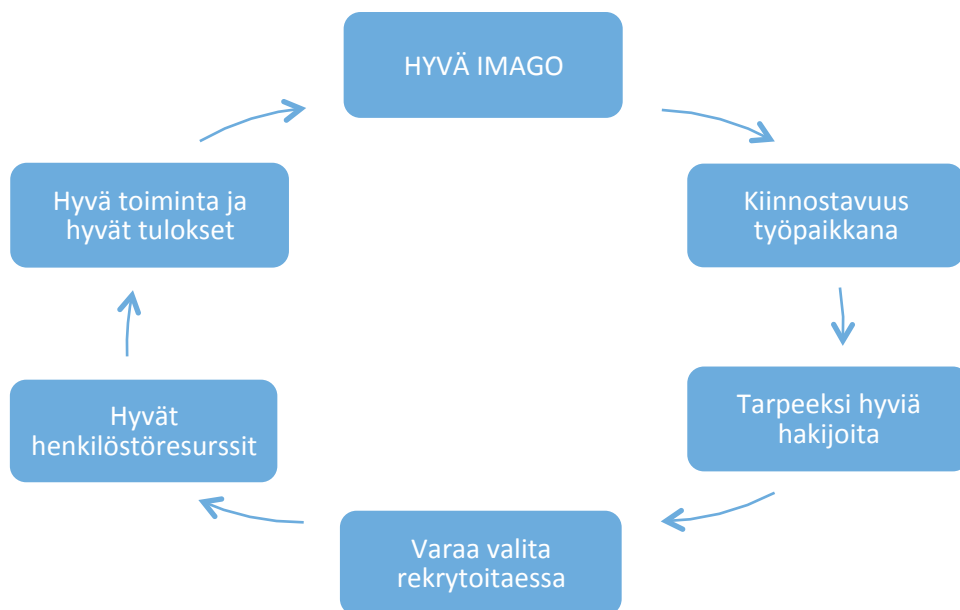 HYVÄ IMAGO
Kiinnostavuus
työpaikkana
Tarpeeksi hyviä
hakijoita
Varaa valita
rekrytoitaessa
Hyvät
henkilöstöresurssit
Hyvä toiminta ja
hyvät tulokset